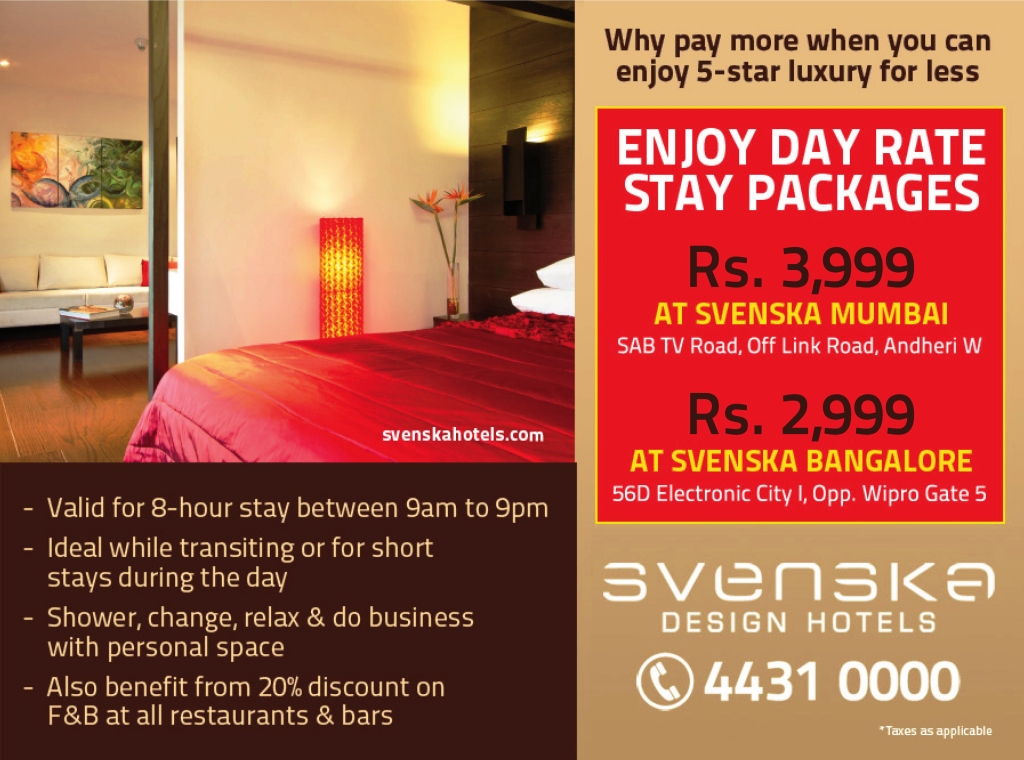 Why pay more when you can
enjoy 5-star luxury for less
ENJOY DAY RATE
STAY PACKAGES
Rs. 3,999
AT SVENSKA MUMBAI
SAB TV Road, Off Link Road, Andheri W
Rs. 2,999
AT SVENSKA BANGALORE
56D Electronic City I, Opp. Wipro Gate 5
svenskahotels.com
- Valid for 8-hour stay between 9am to 9pm
- Ideal while transiting or for short
stays during the day
- Shower, change, relax & do business
with personal space
- Also benefit from 20% discount on
F&B at all restaurants & bars
svenska
DESIGN HOTELS
4431 0000
*Taxes as applicable